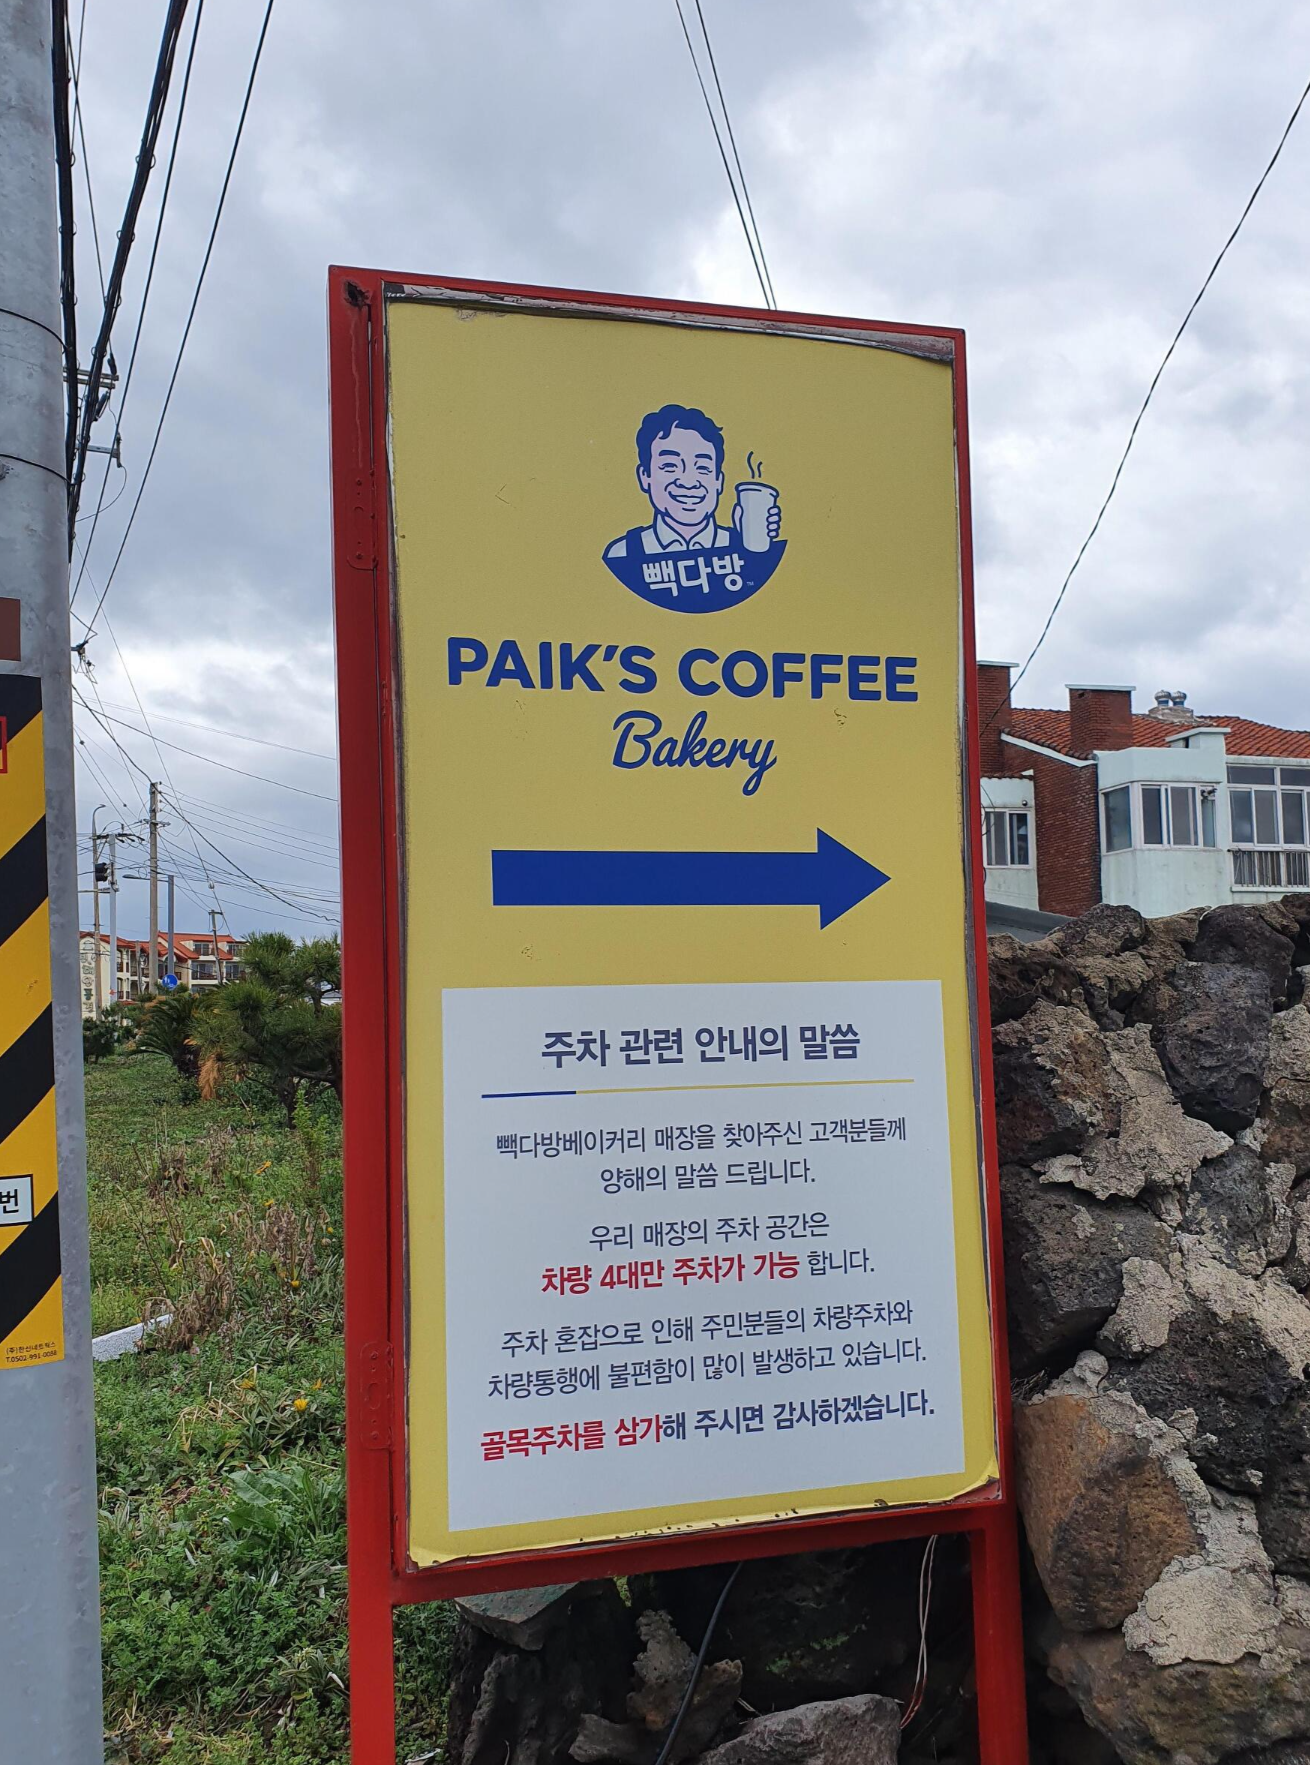 빽다방
TM
PAIK'S COFFEE
Bakery
주차 관련 안내의 말씀
빽다방베이커리 매장을 찾아주신 고객분들께
양해의 말씀 드립니다.
우리 매장의 주차 공간은
차량 4대만 주차가 가능 합니다.
주차 혼잡으로 인해 주민분들의 차량주차와
차량통행에 불편함이 많이 발생하고 있습니다.
골목주차를 삼가해 주시면 감사하겠습니다.
번